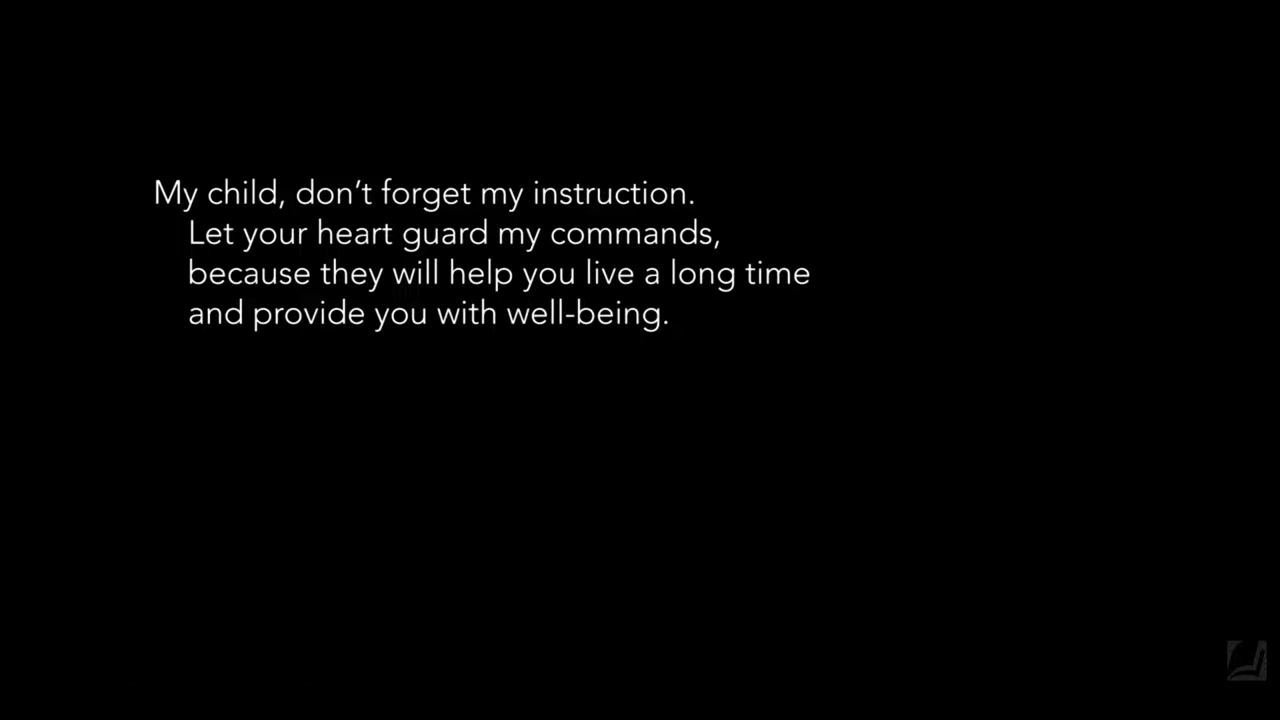 My child, don’t forget my instruction.
Let your heart guard my commands,
because they will help you live a long time
and provide you with well-being.